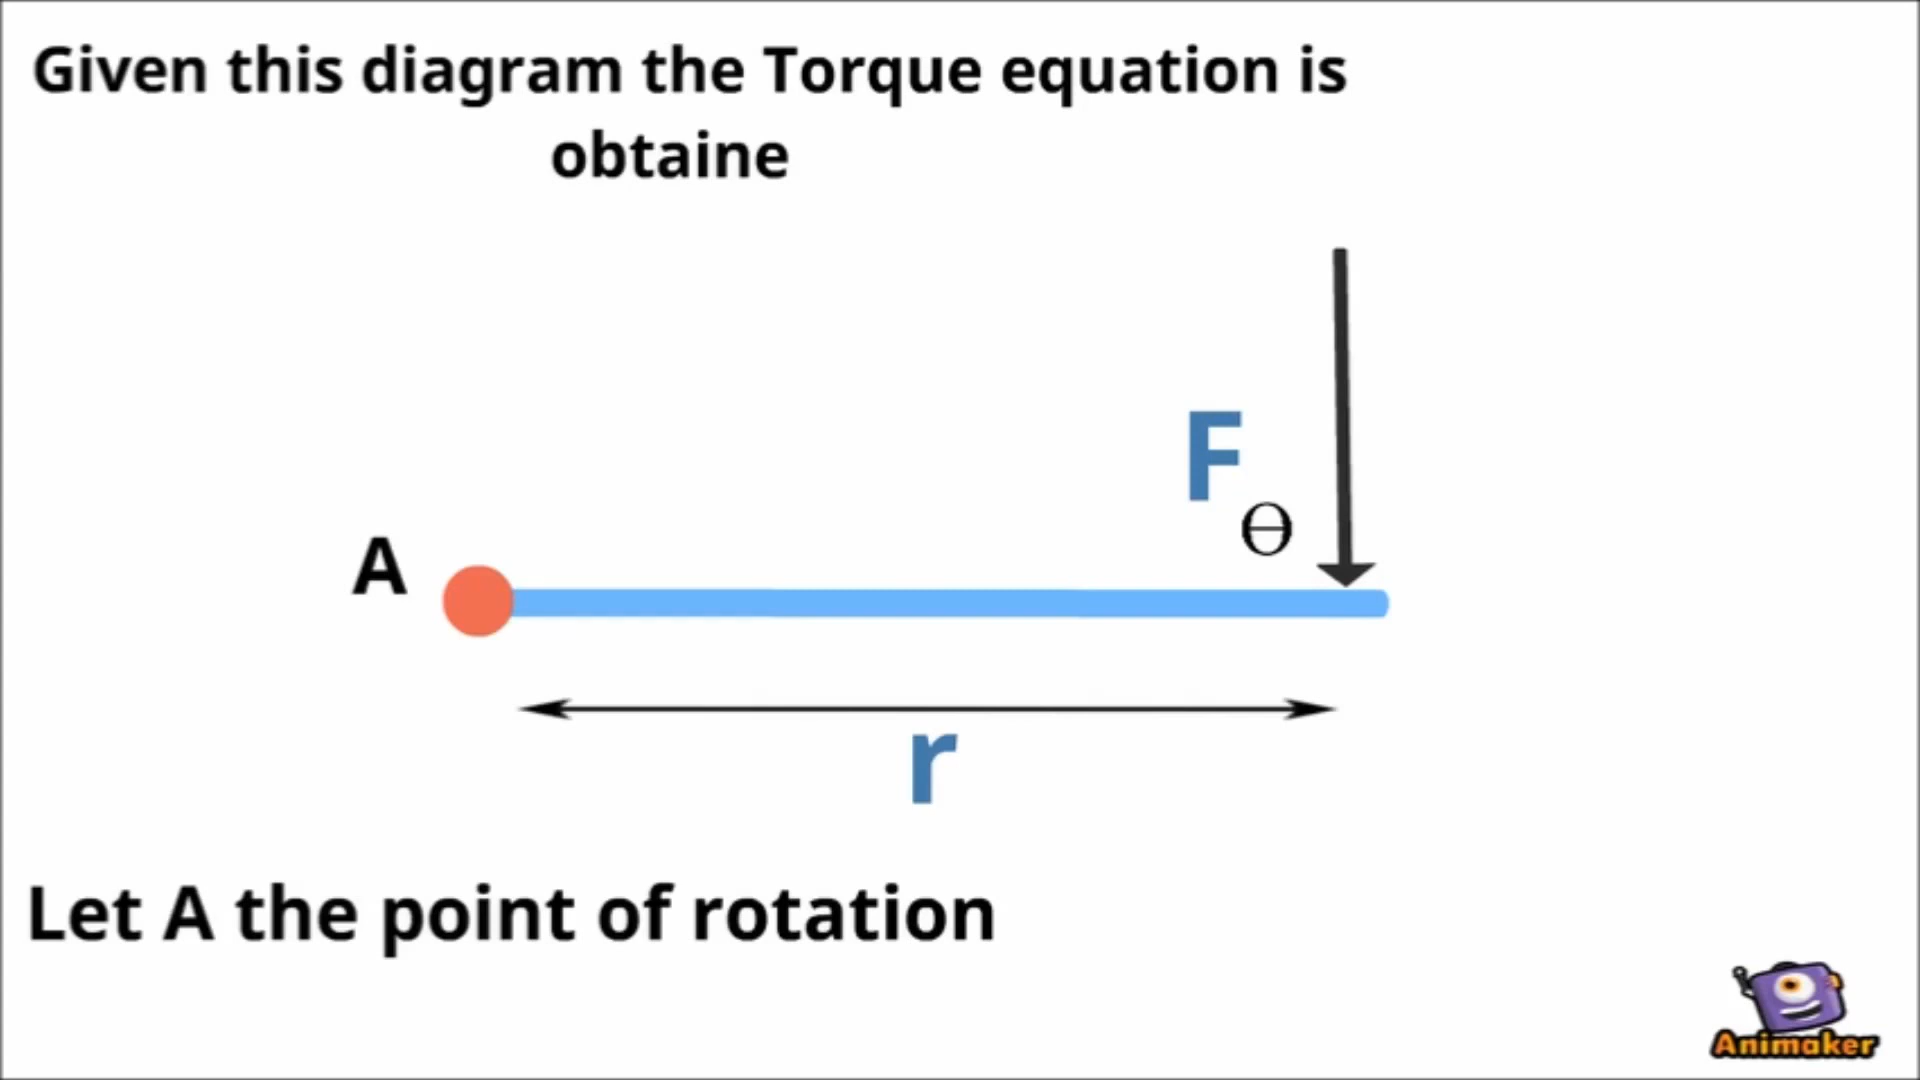 Given this diagram the Torque equation is
obtaine
F
Θ
A
r
Let A the point of rotation
Animaker